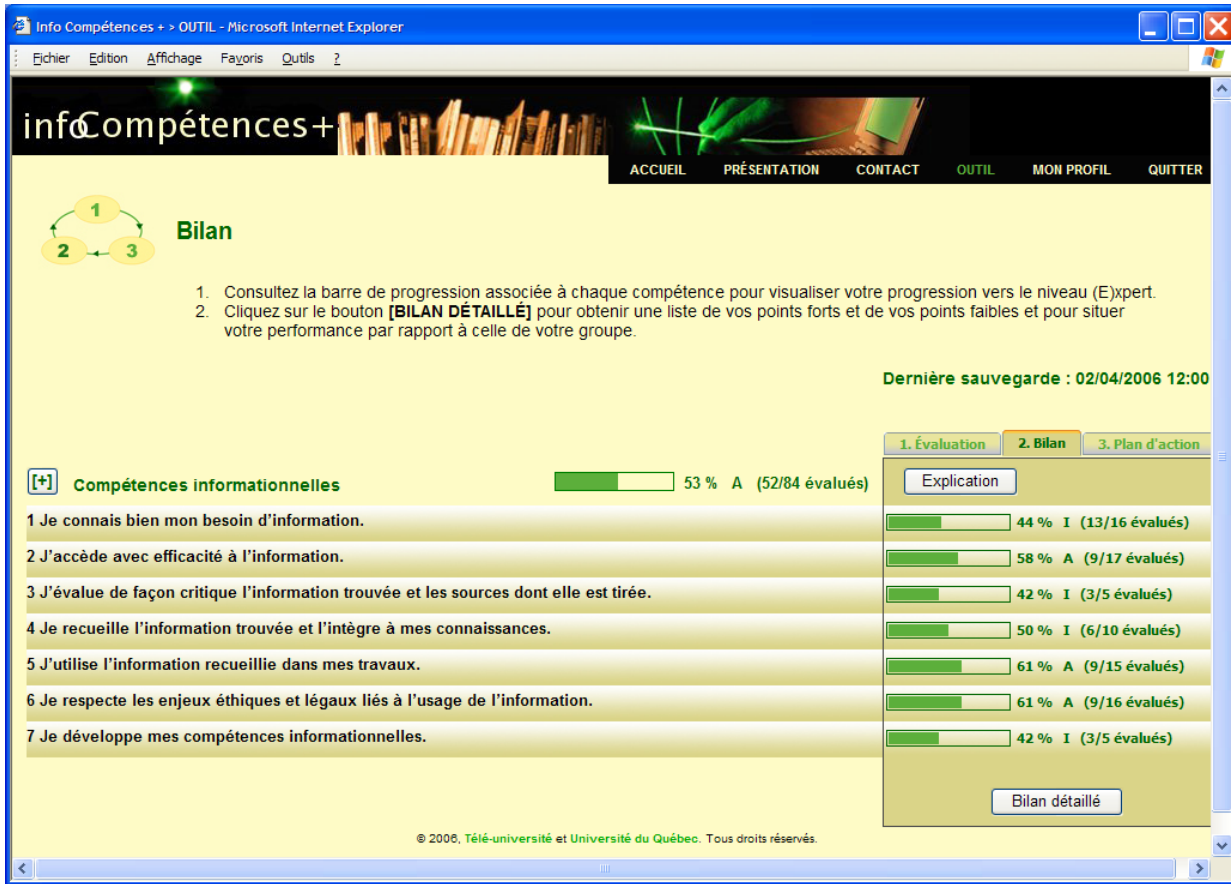 Info Compétences + > OUTIL - Microsoft Internet Explorer
Fichier Edition Affichage Favoris Outils ?
infoCompétences+
ACCUEIL PRÉSENTATION CONTACT OUTIL MON PROFIL QUITTER
1
2 3
Bilan
1. Consultez la barre de progression associée à chaque compétence pour visualiser votre progression vers le niveau (E)xpert.
2. Cliquez sur le bouton [BILAN DÉTAILLÉ] pour obtenir une liste de vos points forts et de vos points faibles et pour situer
votre performance par rapport à celle de votre groupe.
Dernière sauvegarde : 02/04/2006 12:00
1. Évaluation 2. Bilan 3. Plan d'action
[+] Compétences informationnelles 53 % A (52/84 évalués) Explication
1 Je connais bien mon besoin d'information. 44 % I (13/16 évalués)
2 J'accède avec efficacité à l'information. 58 % A (9/17 évalués)
3 J'évalue de façon critique l'information trouvée et les sources dont elle est tirée. 42 % I (3/5 évalués)
4 Je recueille l'information trouvée et l'intègre à mes connaissances. 50 % I (6/10 évalués)
5 J'utilise l'information recueillie dans mes travaux. 61 % A (9/15 évalués)
6 Je respecte les enjeux éthiques et légaux liés à l'usage de l'information. 61 % A (9/16 évalués)
7 Je développe mes compétences informationnelles. 42 % I (3/5 évalués)
Bilan détaillé
© 2006, Télé-université et Université du Québec. Tous droits réservés.